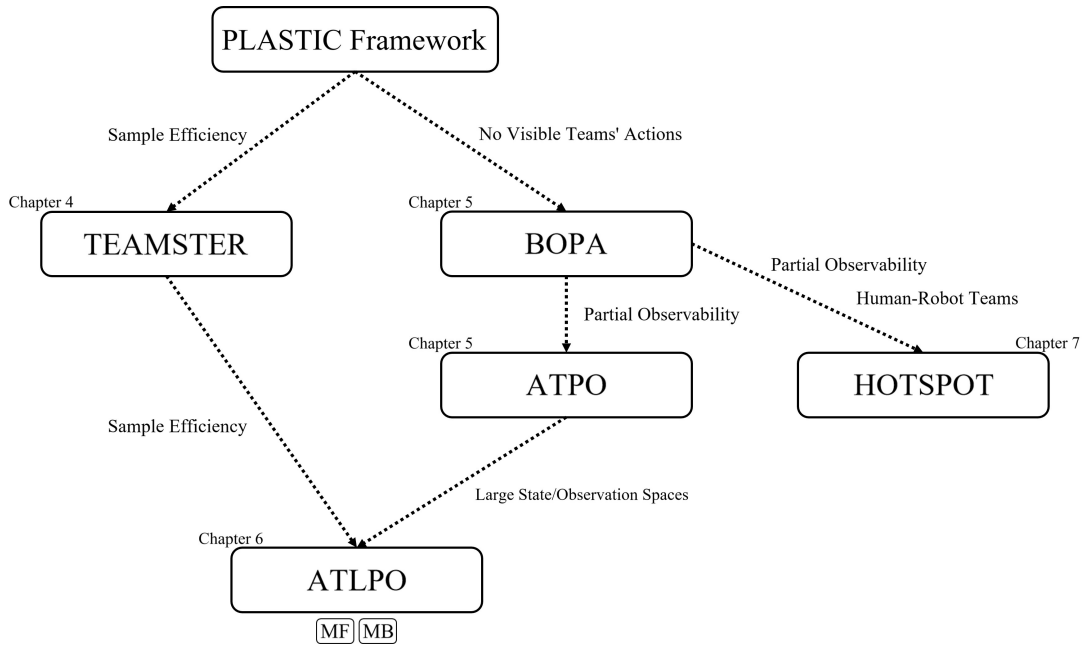 PLASTIC Framework
Sample Efficiency
No Visible Teams' Actions
Chapter 4
TEAMSTER
Chapter 5
BOPA
Partial Observability
Human-Robot Teams
Partial Observability
Chapter 5
ATPO
Chapter 7
HOTSPOT
Sample Efficiency
Large State/Observation Spaces
Chapter 6
ATLPO
MF MB